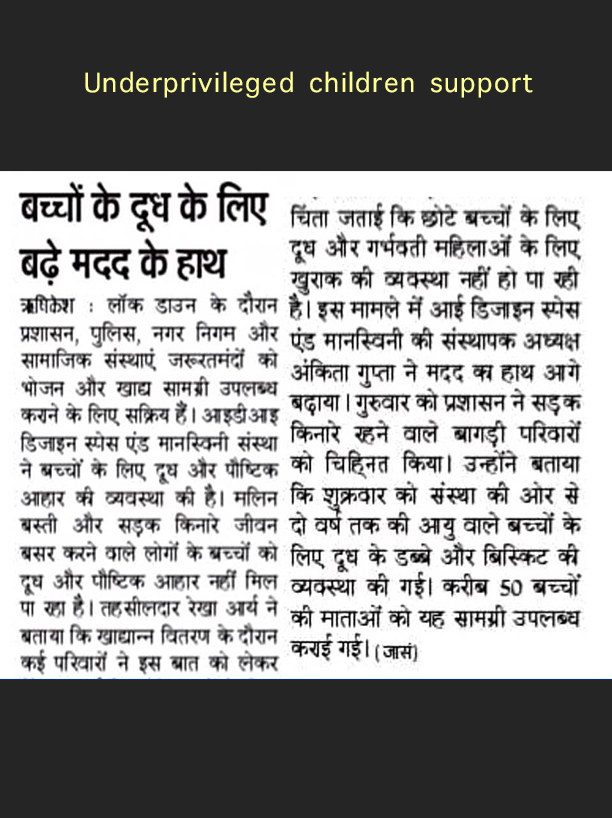 Underprivileged children support
बच्चों के दूध के लिए
बढ़े मदद के हाथ
ऋषिकेश : लॉक डाउन के दौरान
प्रशासन, पुलिस, नगर निगम और
सामाजिक संस्थाएं जरूरतमंदों को
भोजन और खाद्य सामग्री उपलब्ध
कराने के लिए सक्रिय हैं। आइडीआइ
डिजाइन स्पेस एंड मानस्विनी संस्था
ने बच्चों के लिए दूध और पौष्टिक
आहार की व्यवस्था की है। मलिन
बस्ती और सड़क किनारे जीवन
बसर करने वाले लोगों के बच्चों को
दूध और पौष्टिक आहार नहीं मिल
पा रहा है। तहसीलदार रेखा आर्य ने
बताया कि खाद्यान्न वितरण के दौरान
कई परिवारों ने इस बात को लेकर
चिंता जताई कि छोटे बच्चों के लिए
दूध और गर्भवती महिलाओं के लिए
खुराक की व्यवस्था नहीं हो पा रही
है। इस मामले में आई डिजाइन स्पेस
एंड मानस्विनी की संस्थापक अध्यक्ष
अंकिता गुप्ता ने मदद का हाथ आगे
बढ़ाया। गुरुवार को प्रशासन ने सड़क
किनारे रहने वाले बागड़ी परिवारों
को चिह्नित किया। उन्होंने बताया
कि शुक्रवार को संस्था की ओर से
दो वर्ष तक की आयु वाले बच्चों के
लिए दूध के डब्बे और बिस्किट की
व्यवस्था की गई। करीब 50 बच्चों
की माताओं को यह सामग्री उपलब्ध
कराई गई। (जासं)